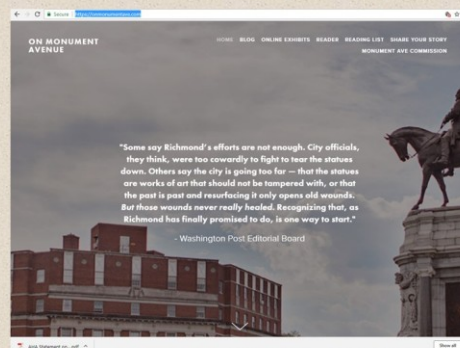 Secure
https://onmonumentave.com
ON MONUMENT
AVENUE
HOME BLOG ONLINE EXHIBITS READER READING LIST SHARE YOUR STORY
MONUMENT AVE COMMISSION
"Some say Richmond's efforts are not enough. City officials,
they think, were too cowardly to fight to tear the statues
down. Others say the city is going too far — that the statues
are works of art that should not be tampered with, or that
the past is past and resurfacing it only opens old wounds.
But those wounds never really healed. Recognizing that, as
Richmond has finally promised to do, is one way to start."
- Washington Post Editorial Board
Show all